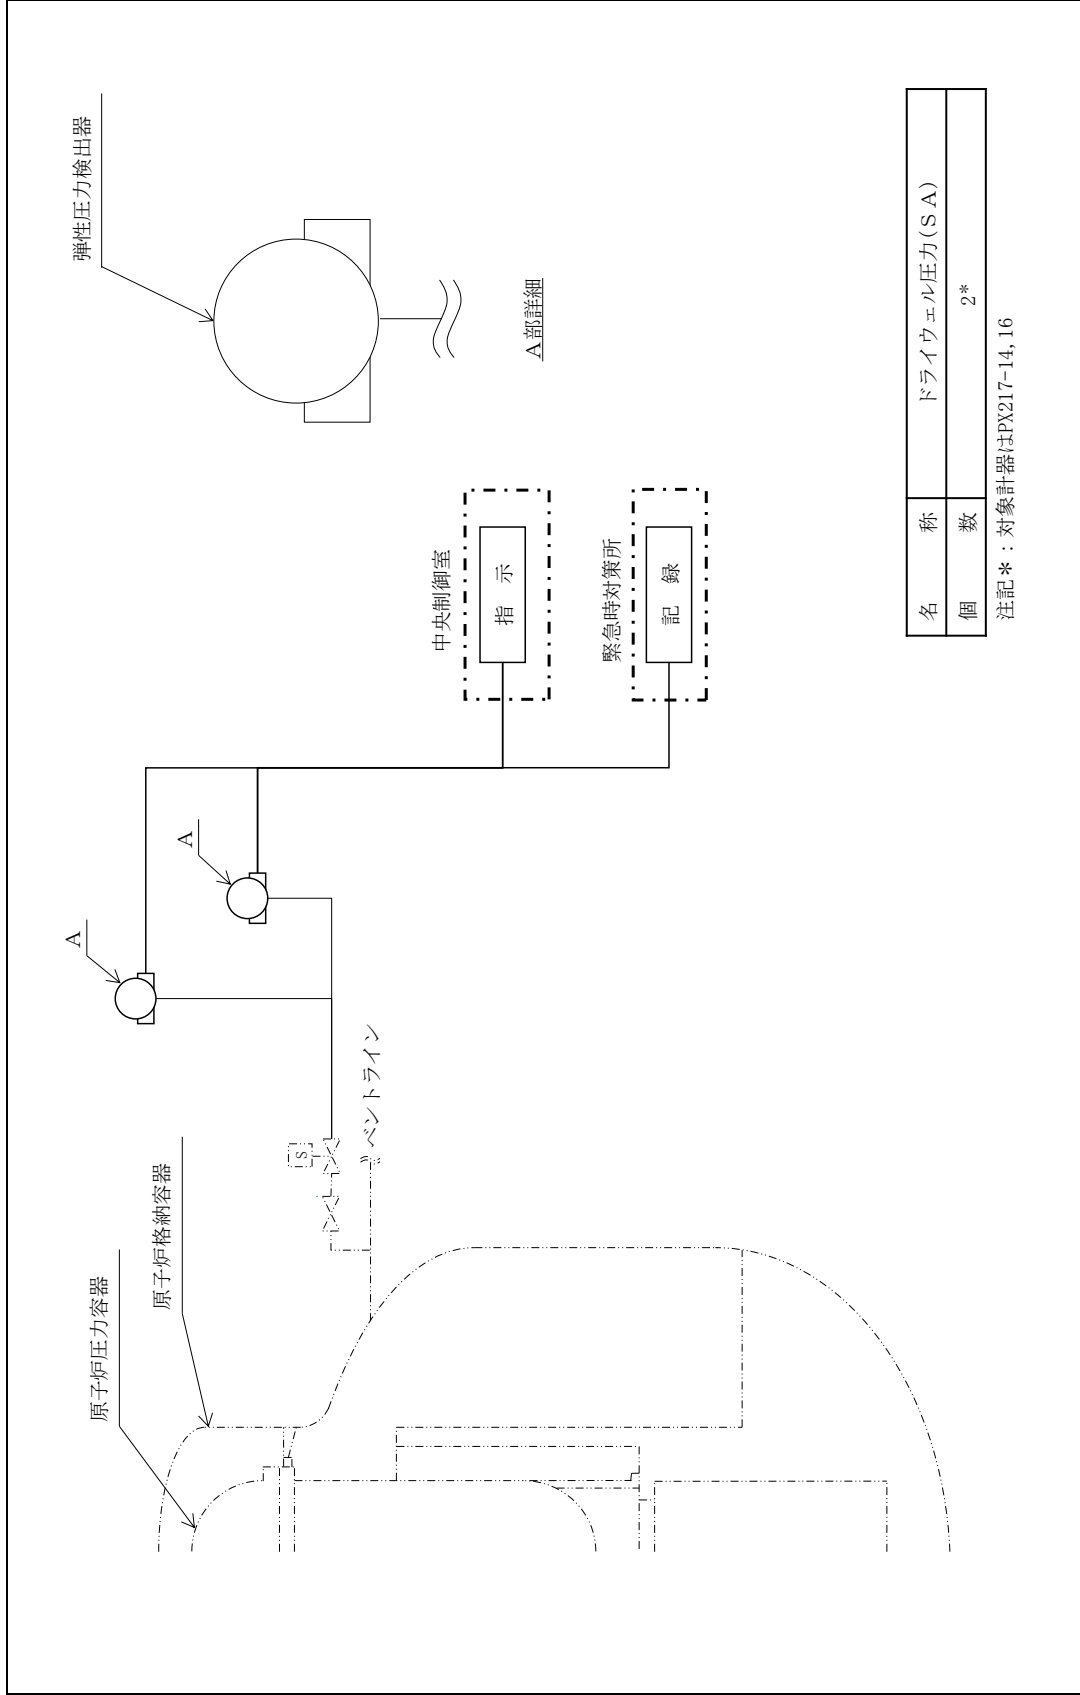 原子炉圧力容器
原子炉格納容器
S
ベントライン
A
A
中央制御室
指 示
緊急時対策所
記 録
弾性圧力検出器
A部詳細
名 称 ドライウェル圧力(SA)
個 数 2*
注記*:対象計器はPX217-14,16